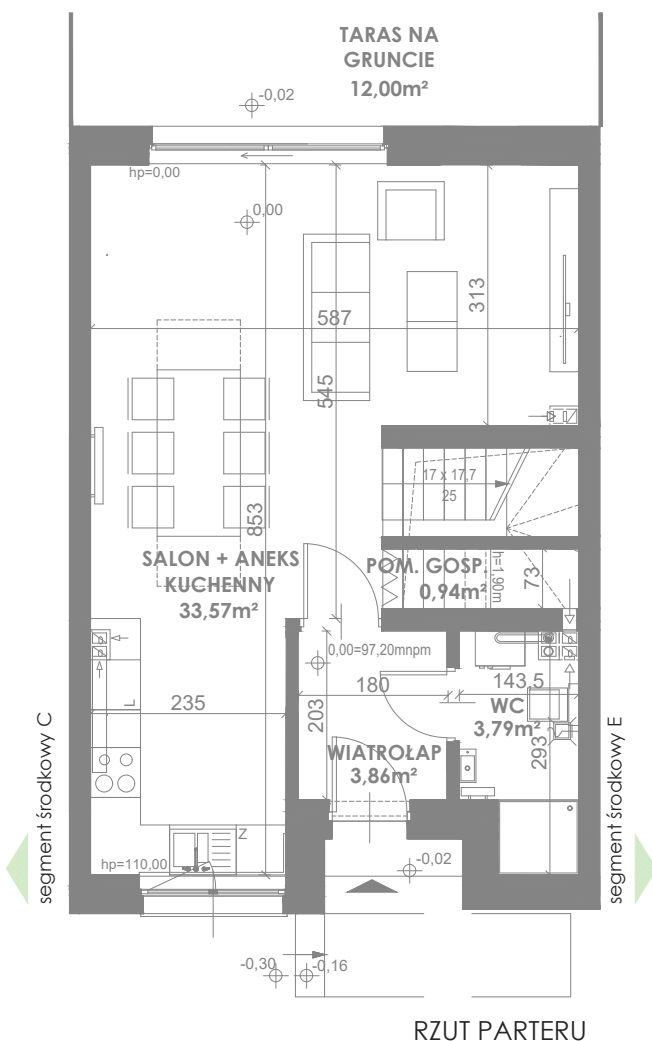 TARAS NA
GRUNCIE
12,00m²
-0,02
hp=0,00
0,00
313
587
545
17 x 17,7
25
853
SALON + ANEKS
KUCHENNY
33,57m²
POM. GOSP.
0,94m²
h=1,90m
73
0,00=97,20mnpm
180
143,5
235
203
WC
3,79m²
293
L
WIATROŁAP
3,86m²
segment środkowy C
segment środkowy E
Z
hp=110,00
-0,02
-0,30
-0,16
RZUT PARTERU